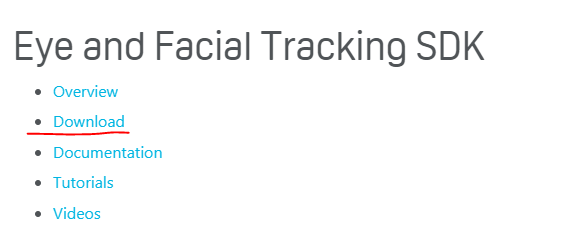 Eye and Facial Tracking SDK
Overview
Download
Documentation
Tutorials
Videos